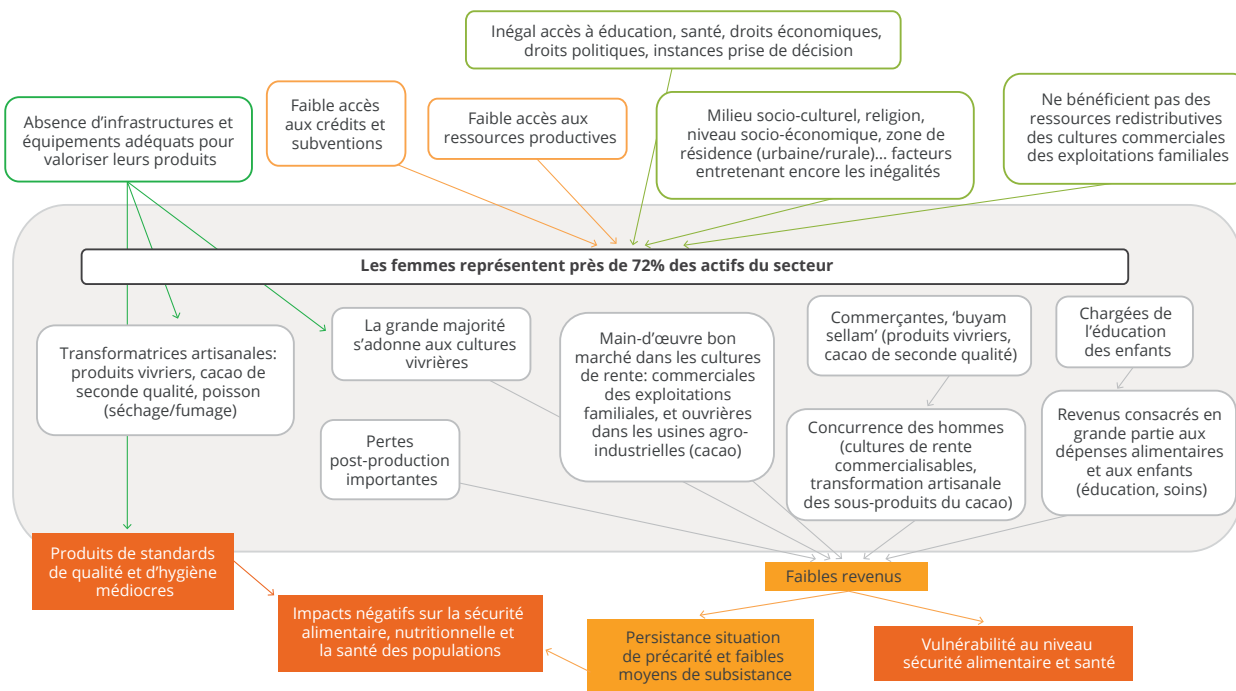 Inégal accès à éducation, santé, droits économiques,
droits politiques, instances prise de décision
Absence d’infrastructures et
équipements adéquats pour
valoriser leurs produits
Faible accès
aux crédits et
subventions
Faible accès aux
ressources productives
Milieu socio-culturel, religion,
niveau socio-économique, zone de
résidence (urbaine/rurale)... facteurs
entretenant encore les inégalités
Ne bénéficient pas des
ressources redistributives
des cultures commerciales
des exploitations familiales
Les femmes représentent près de 72% des actifs du secteur
Transformatrices artisanales:
produits vivriers, cacao de
seconde qualité, poisson
(séchage/fumage)
La grande majorité
s’adonne aux cultures
vivrières
Pertes
post-production
importantes
Main-d’œuvre bon
marché dans les cultures
de rente: commerciales
des exploitations
familiales, et ouvrières
dans les usines agro-
industrielles (cacao)
Commerçantes, ‘buyam
sellam’ (produits vivriers,
cacao de seconde qualité)
Concurrence des hommes
(cultures de rente
commercialisables,
transformation artisanale
des sous-produits du cacao)
Chargées de
l’éducation
des enfants
Revenus consacrés en
grande partie aux
dépenses alimentaires
et aux enfants
(éducation, soins)
Produits de standards
de qualité et d’hygiène
médiocres
Impacts négatifs sur la sécurité
alimentaire, nutritionnelle et
la santé des populations
Faibles revenus
Persistance situation
de précarité et faibles
moyens de subsistance
Vulnérabilité au niveau
sécurité alimentaire et santé